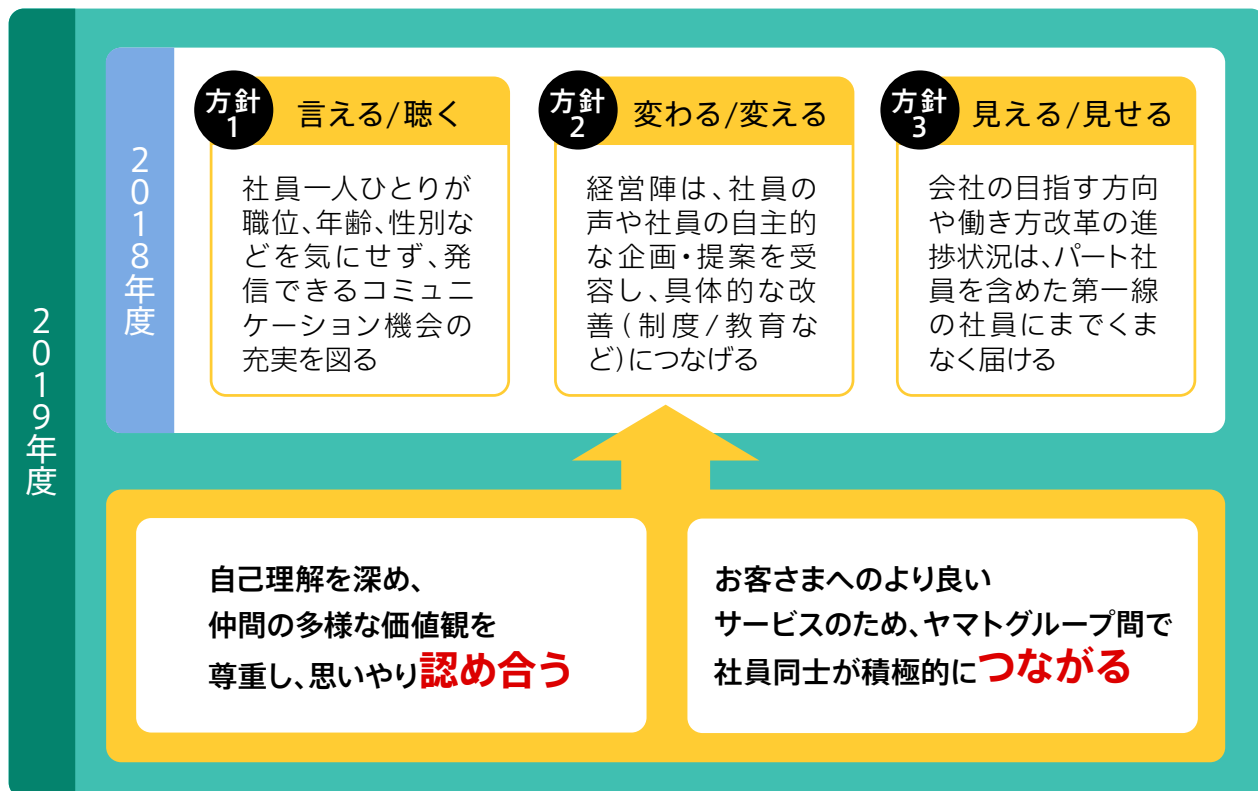 2019年度
2018年度
方針
1
言える/聴く
社員一人ひとりが
職位、年齢、性別な
どを気にせず、発
信できるコミュニ
ケーション機会の
充実を図る
方針
2
変わる/変える
経営陣は、社員の
声や社員の自主的
な企画・提案を受
容し、具体的な改
善(制度/教育な
ど)につなげる
方針
3
見える/見せる
会社の目指す方向
や働き方改革の進
捗状況は、パート社
員を含めた第一線
の社員にまでくま
なく届ける
自己理解を深め、
仲間の多様な価値観を
尊重し、思いやり認め合う
お客さまへのより良い
サービスのため、ヤマトグループ間で
社員同士が積極的につながる